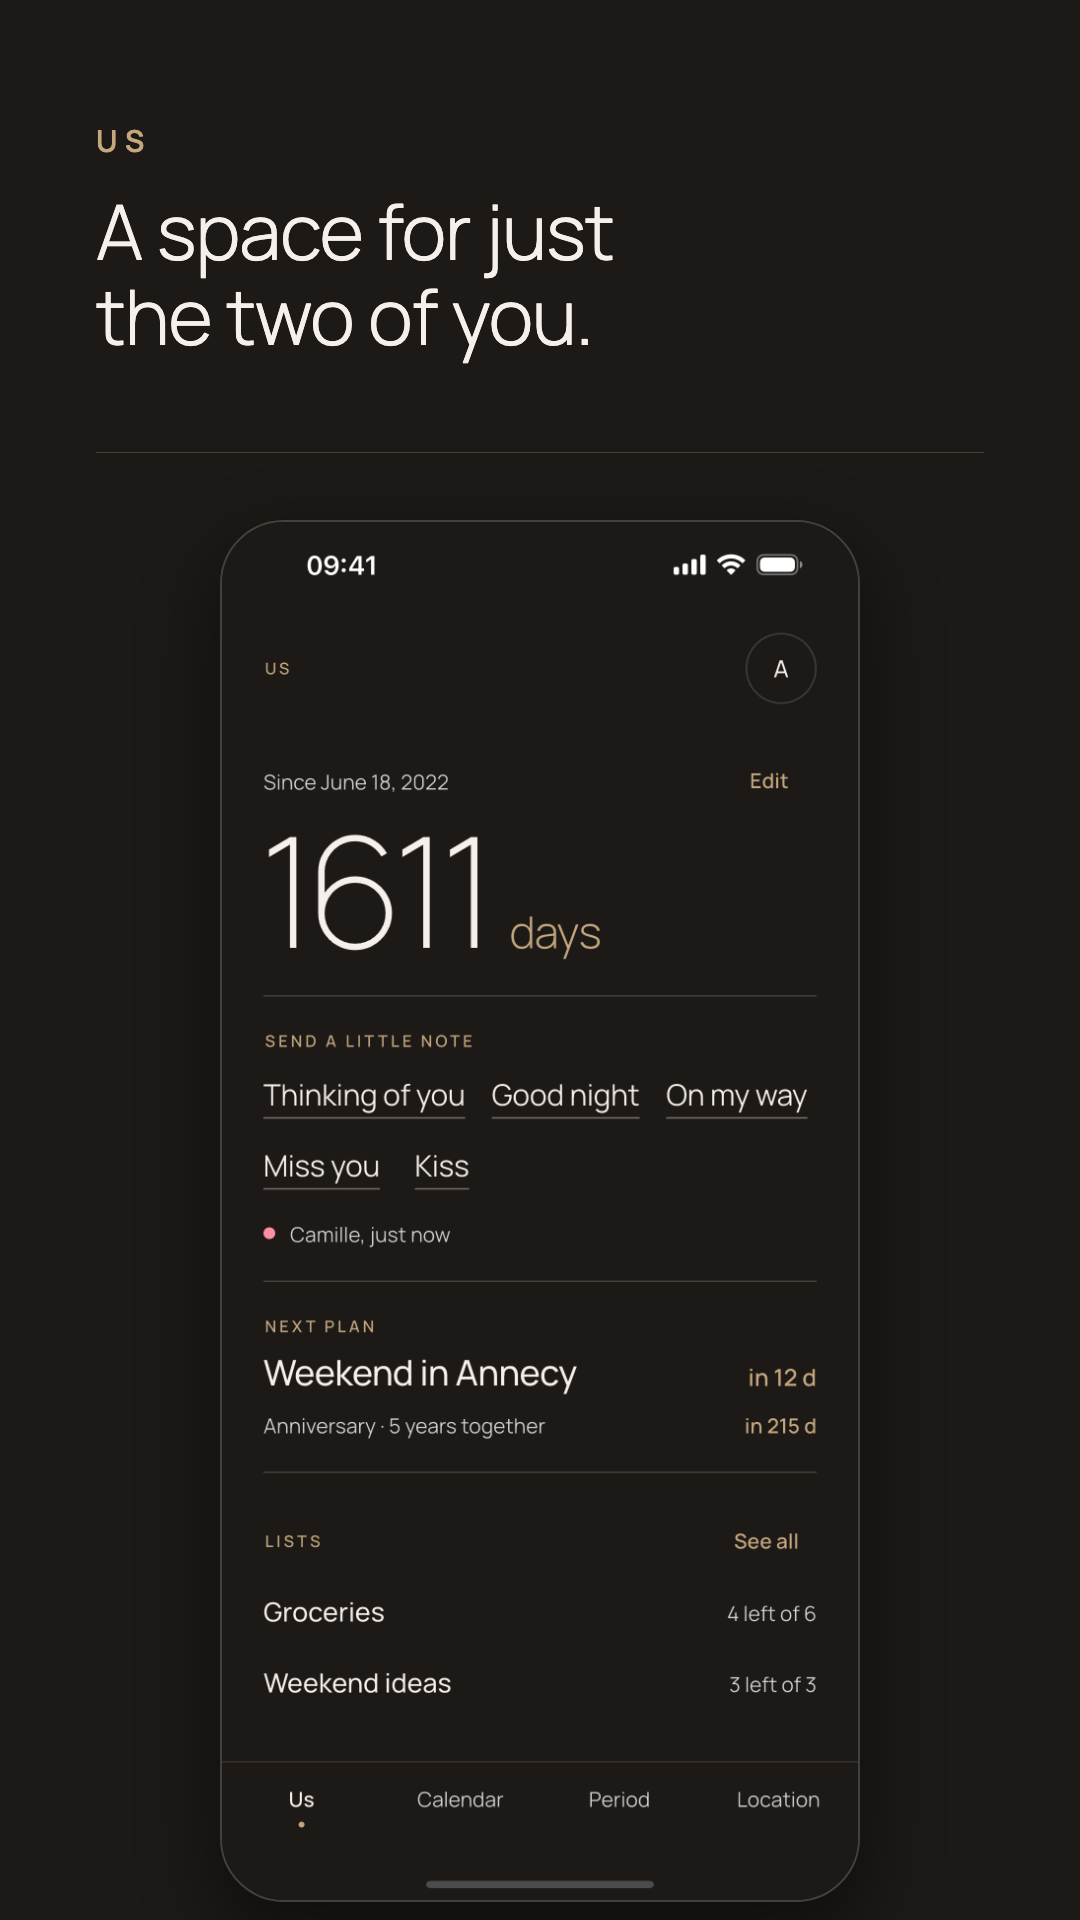 US
A space for just
the two of you.
09:41
US
A
Since June 18, 2022
Edit
1611 days
SEND A LITTLE NOTE
Thinking of you Good night On my way
Miss you Kiss
Camille, just now
NEXT PLAN
Weekend in Annecy in 12 d
Anniversary · 5 years together in 215 d
LISTS See all
Groceries 4 left of 6
Weekend ideas 3 left of 3
Us Calendar Period Location